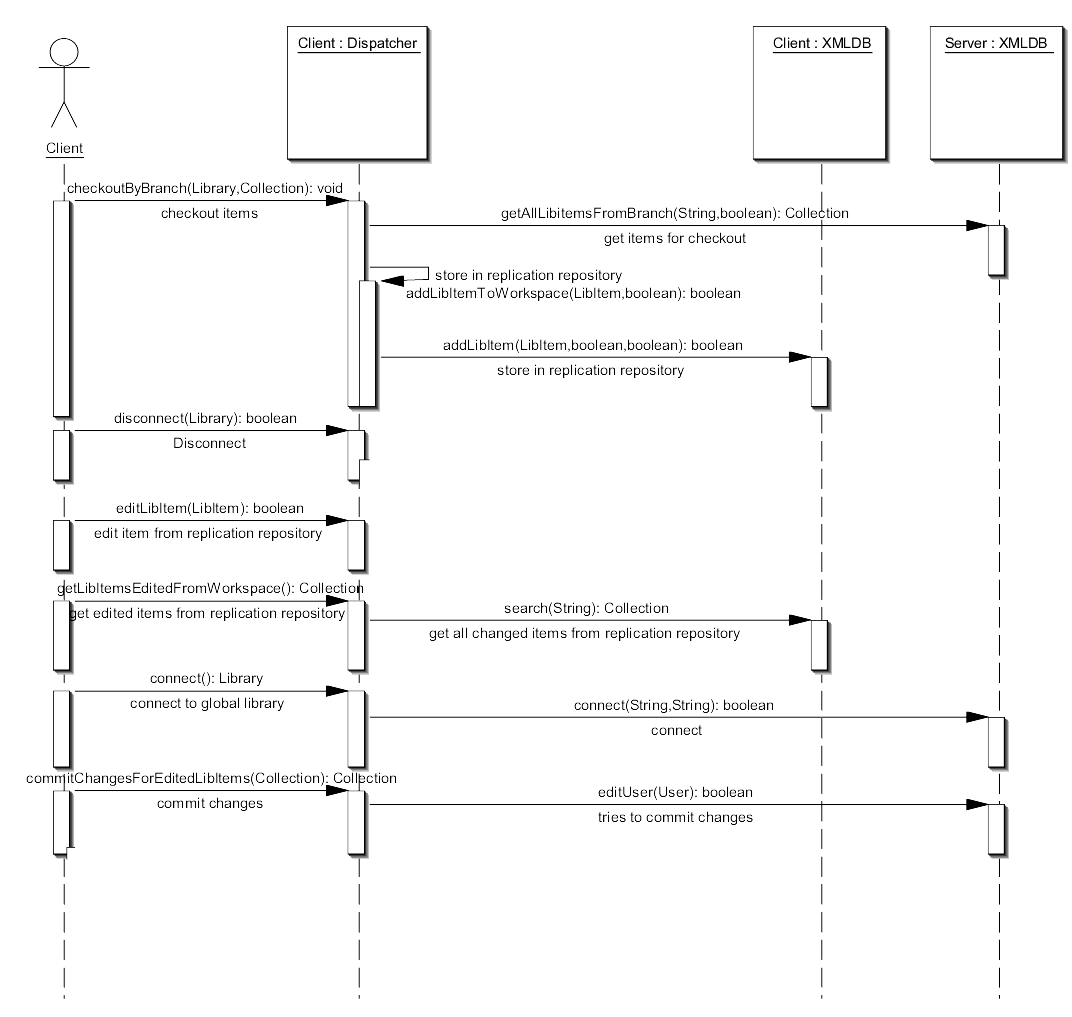 Client : Dispatcher
Client : XMLDB
Server : XMLDB
Client
checkoutByBranch(Library,Collection): void
checkout items
getAllLibitemsFromBranch(String,boolean): Collection
get items for checkout
store in replication repository
addLibItemToWorkspace(LibItem,boolean): boolean
addLibItem(LibItem,boolean,boolean): boolean
store in replication repository
disconnect(Library): boolean
Disconnect
editLibItem(LibItem): boolean
edit item from replication repository
getLibItemsEditedFromWorkspace(): Collection
get edited items from replication repository
search(String): Collection
get all changed items from replication repository
connect(): Library
connect to global library
connect(String,String): boolean
connect
commitChangesForEditedLibItems(Collection): Collection
commit changes
editUser(User): boolean
tries to commit changes